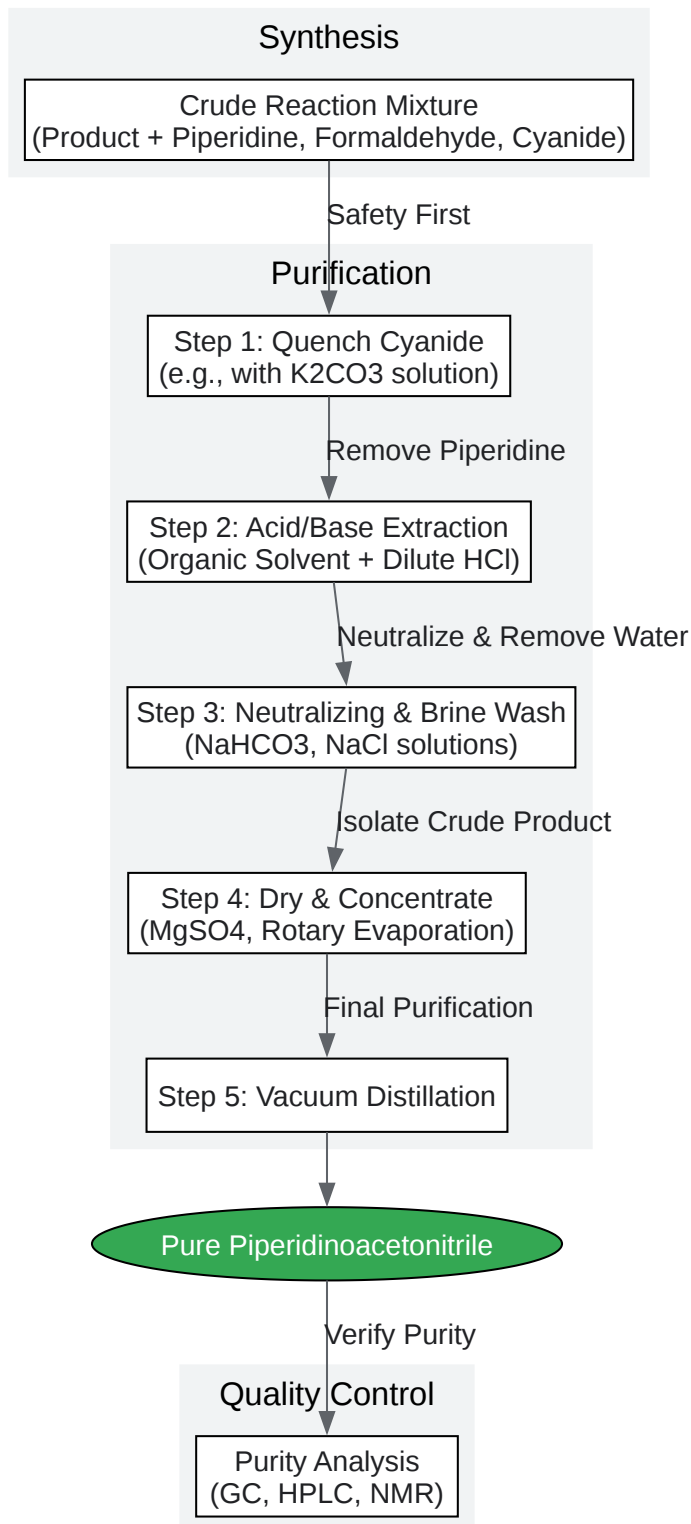 Synthesis
Crude Reaction Mixture
(Product + Piperidine, Formaldehyde, Cyanide)
Safety First
Purification
Step 1: Quench Cyanide
(e.g., with K2CO3 solution)
Remove Piperidine
Step 2: Acid/Base Extraction
(Organic Solvent + Dilute HCl)
Neutralize & Remove Water
Step 3: Neutralizing & Brine Wash
(NaHCO3, NaCl solutions)
Isolate Crude Product
Step 4: Dry & Concentrate
(MgSO4, Rotary Evaporation)
Final Purification
Step 5: Vacuum Distillation
Pure Piperidinoacetonitrile
Verify Purity
Quality Control
Purity Analysis
(GC, HPLC, NMR)